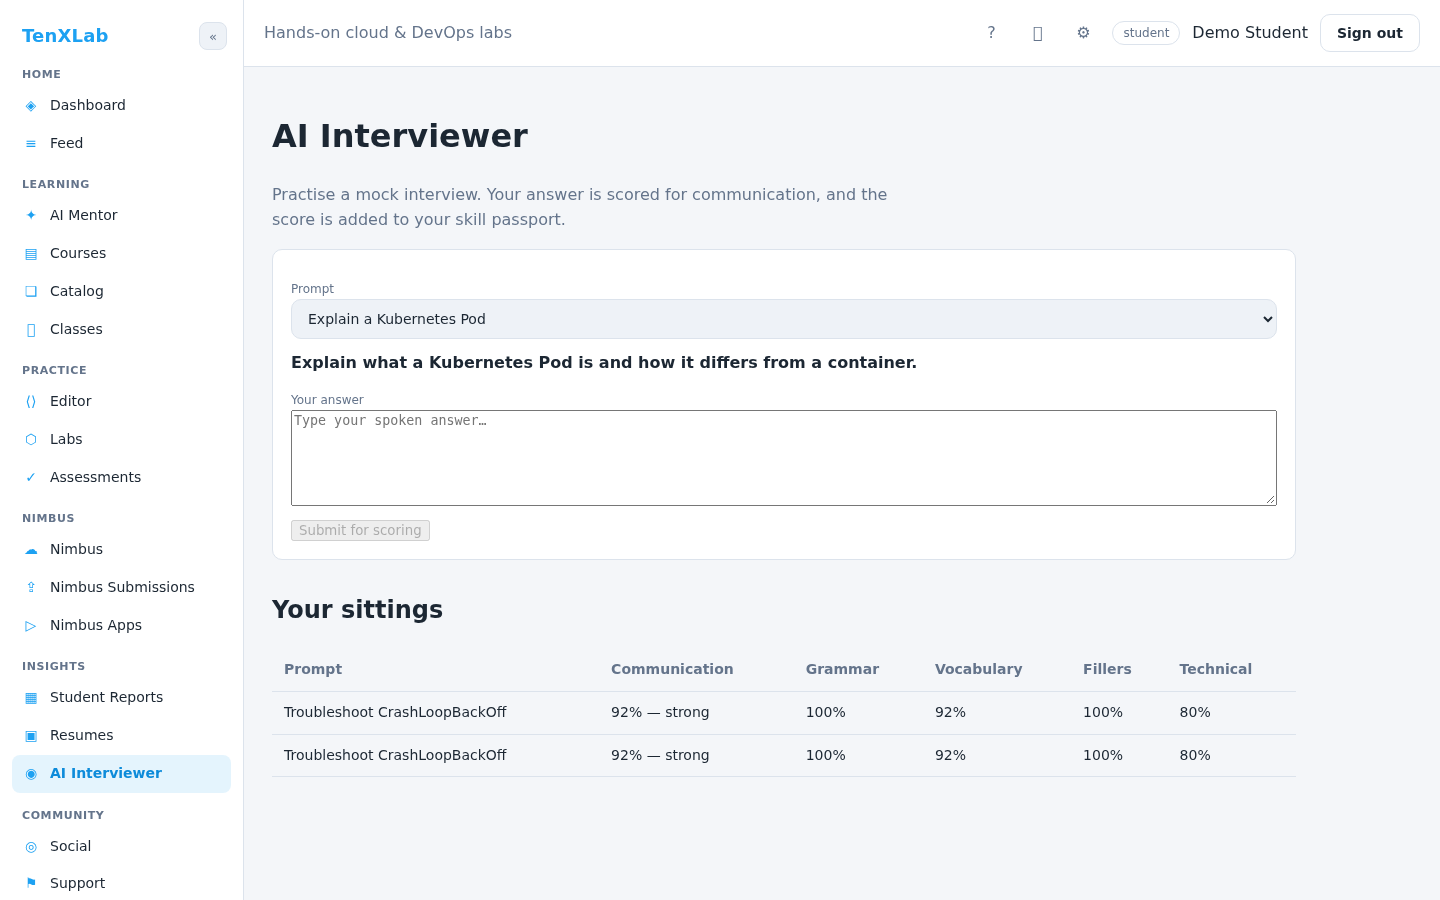 TenXLab
«
Hands-on cloud & DevOps labs
?
student
Demo Student
Sign out
HOME
Dashboard
Feed
LEARNING
AI Mentor
Courses
Catalog
Classes
PRACTICE
Editor
Labs
Assessments
NIMBUS
Nimbus
Nimbus Submissions
Nimbus Apps
INSIGHTS
Student Reports
Resumes
AI Interviewer
COMMUNITY
Social
Support
AI Interviewer
Practise a mock interview. Your answer is scored for communication, and the
score is added to your skill passport.
Prompt
Explain a Kubernetes Pod
Explain what a Kubernetes Pod is and how it differs from a container.
Your answer
Type your spoken answer…
Submit for scoring
Your sittings
Prompt Communication Grammar Vocabulary Fillers Technical
Troubleshoot CrashLoopBackOff 92% — strong 100% 92% 100% 80%
Troubleshoot CrashLoopBackOff 92% — strong 100% 92% 100% 80%